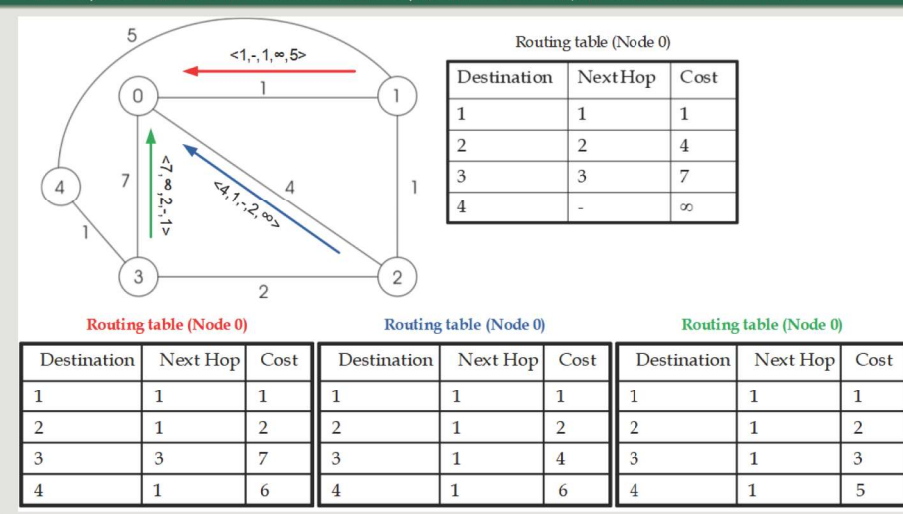 5
<1,-,1,∞,5>
1
0
1
7
<7,∞,2,-,1>
<4,1,-,2,∞>
4
1
4
1
3
2
2
Routing table (Node 0)
Destination Next Hop Cost
1 1 1
2 2 4
3 3 7
4 - ∞
Routing table (Node 0)
Destination Next Hop Cost
1 1 1
2 1 2
3 3 7
4 1 6
Routing table (Node 0)
Destination Next Hop Cost
1 1 1
2 1 2
3 1 4
4 1 6
Routing table (Node 0)
Destination Next Hop Cost
1 1 1
2 1 2
3 1 3
4 1 5